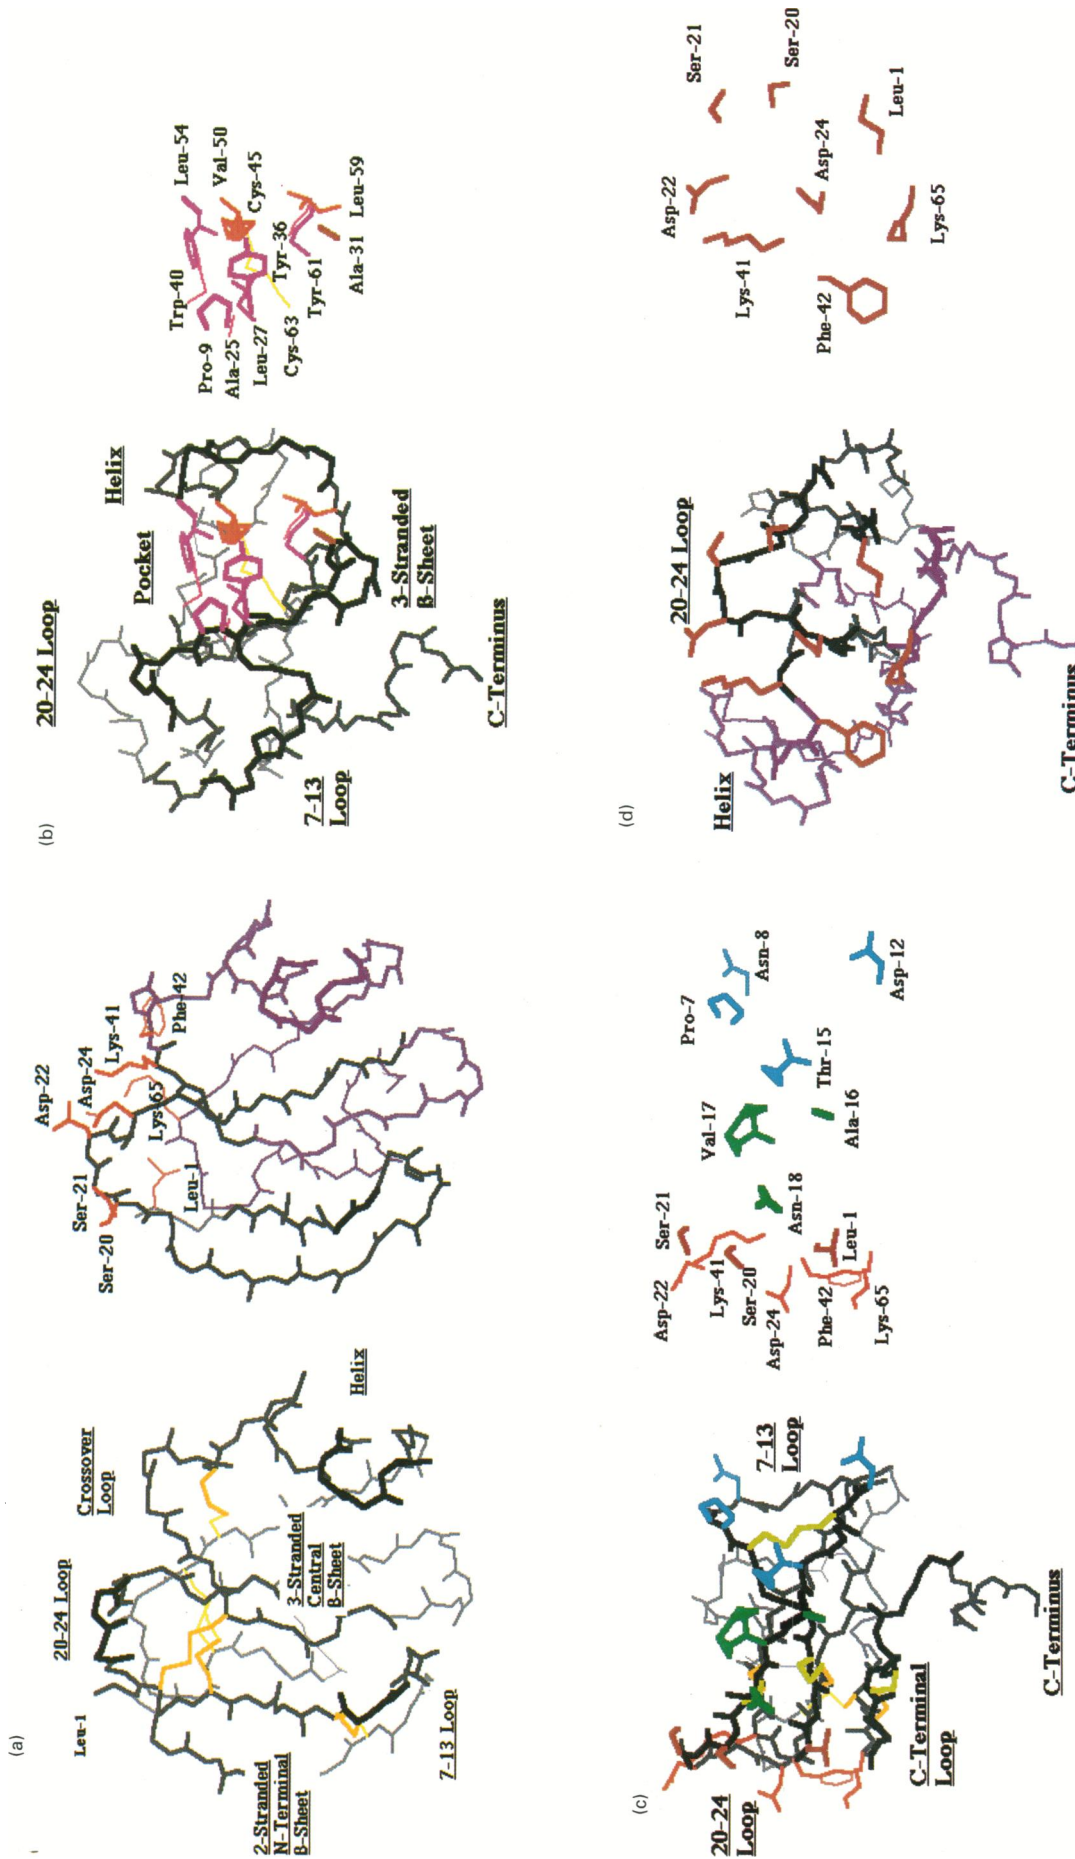 (a)
Leu-1
20-24 Loop
Crossover
Loop
3-Stranded
Central
β-Sheet
Helix
2-Stranded
N-Terminal
β-Sheet
7-13 Loop
Ser-20
Ser-21
Asp-22
Asp-24
Lys-41
Phe-42
Lys-65
Leu-1
(b)
20-24 Loop
Pocket
Helix
7-13
Loop
3-Stranded
β-Sheet
C-Terminus
Trp-40
Leu-54
Pro-9
Val-50
Ala-25
Cys-45
Leu-27
Tyr-36
Cys-63
Tyr-61
Leu-59
Ala-31
(c)
20-24
Loop
7-13
Loop
C-Terminal
Loop
C-Terminus
Asp-22
Ser-21
Lys-41
Ser-20
Asp-24
Asn-18
Phe-42
Leu-1
Lys-65
Val-17
Ala-16
Thr-15
Pro-7
Asn-8
Asp-12
(d)
Helix
20-24 Loop
C-Terminus
Asp-22
Ser-21
Lys-41
Ser-20
Asp-24
Phe-42
Leu-1
Lys-65